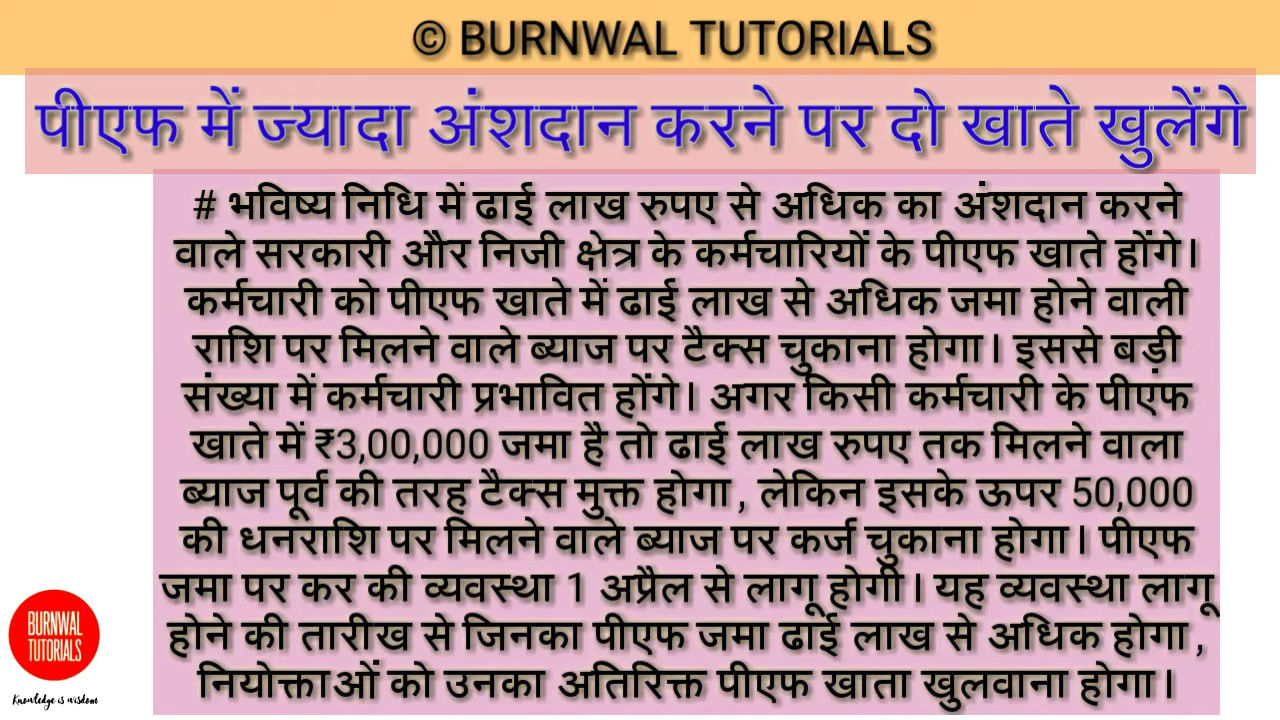 © BURNWAL TUTORIALS
पीएफ में ज्यादा अंशदान करने पर दो खाते खुलेंगे
# भविष्य निधि में ढाई लाख रुपए से अधिक का अंशदान करने
वाले सरकारी और निजी क्षेत्र के कर्मचारियों के पीएफ खाते होंगे।
कर्मचारी को पीएफ खाते में ढाई लाख से अधिक जमा होने वाली
राशि पर मिलने वाले ब्याज पर टैक्स चुकाना होगा। इससे बड़ी
संख्या में कर्मचारी प्रभावित होंगे। अगर किसी कर्मचारी के पीएफ
खाते में ₹3,00,000 जमा है तो ढाई लाख रुपए तक मिलने वाला
ब्याज पूर्व की तरह टैक्स मुक्त होगा, लेकिन इसके ऊपर 50,000
की धनराशि पर मिलने वाले ब्याज पर कर्ज चुकाना होगा। पीएफ
जमा पर कर की व्यवस्था 1 अप्रैल से लागू होगी। यह व्यवस्था लागू
होने की तारीख से जिनका पीएफ जमा ढाई लाख से अधिक होगा,
नियोक्ताओं को उनका अतिरिक्त पीएफ खाता खुलवाना होगा।
BURNWAL
TUTORIALS
Knowledge is wisdom